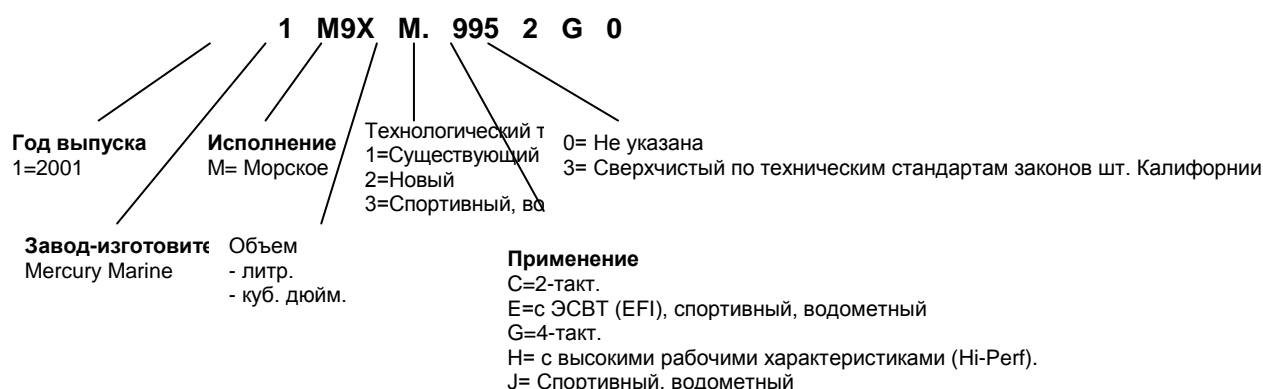 1 M9X M. 995 2 G 0
Год выпуска
1=2001
Исполнение
М= Морское
Технологический т
1=Существующий
2=Новый
3=Спортивный, во
0= Не указана
3= Сверхчистый по техническим стандартам законов шт. Калифорнии
Завод-изготовите
Mercury Marine
Объем
- литр.
- куб. дюйм.
Применение
C=2-такт.
E=с ЭСВТ (EFI), спортивный, водометный
G=4-такт.
H= с высокими рабочими характеристиками (Hi-Perf).
J= Спортивный, водометный